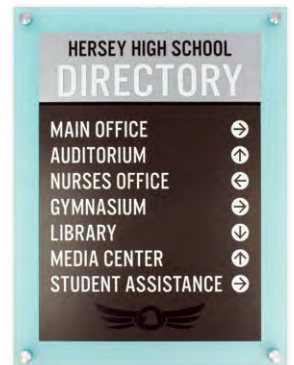 HERSEY HIGH SCHOOL
DIRECTORY
MAIN OFFICE →
AUDITORIUM ↑
NURSES OFFICE ←
GYMNASIUM →
LIBRARY ↓
MEDIA CENTER ↑
STUDENT ASSISTANCE →